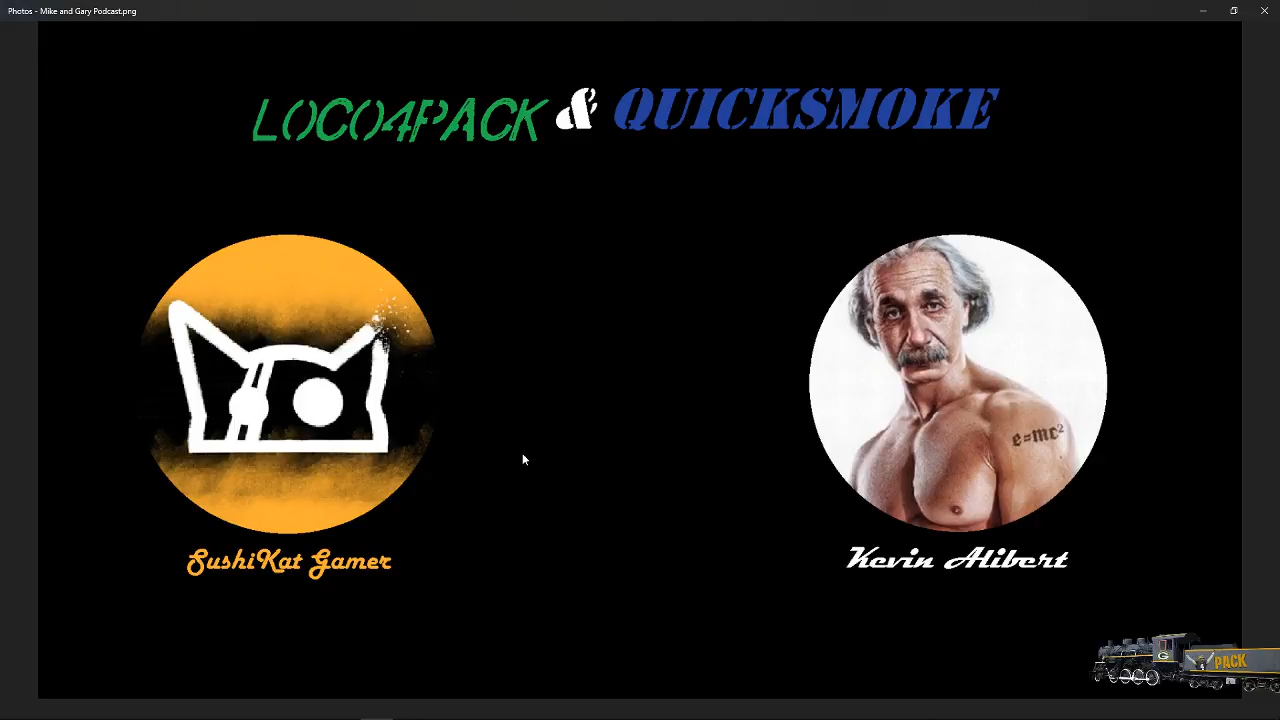 Photos - Mike and Gary Podcast.png
LOCO4PACK & QUICKSMOKE
e=mc²
SushiKat Gamer
Kevin Alibert
G
PACK